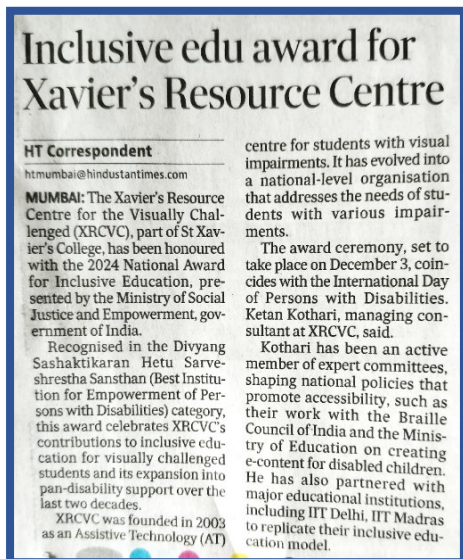 Inclusive edu award for
Xavier's Resource Centre
HT Correspondent
htmumbai@hindustantimes.com
MUMBAI: The Xavier's Resource
Centre for the Visually Chal-
lenged (XRCVC), part of St Xav-
ier's College, has been honoured
with the 2024 National Award
for Inclusive Education, pre-
sented by the Ministry of Social
Justice and Empowerment, gov-
ernment of India.
Recognised in the Divyang
Sashaktikaran Hetu Sarve-
shrestha Sansthan (Best Institu-
tion for Empowerment of Per-
sons with Disabilities) category,
this award celebrates XRCVC's
contributions to inclusive edu-
cation for visually challenged
students and its expansion into
pan-disability support over the
last two decades.
XRCVC was founded in 2003
as an Assistive Technology (AT)
centre for students with visual
impairments. It has evolved into
a national-level organisation
that addresses the needs of stu-
dents with various impair-
ments.
The award ceremony, set to
take place on December 3, coin-
cides with the International Day
of Persons with Disabilities.
Ketan Kothari, managing con-
sultant at XRCVC, said.
Kothari has been an active
member of expert committees,
shaping national policies that
promote accessibility, such as
their work with the Braille
Council of India and the Minis-
try of Education on creating
e-content for disabled children.
He has also partnered with
major educational institutions,
including IIT Delhi, IIT Madras
to replicate their inclusive edu-
cation model.